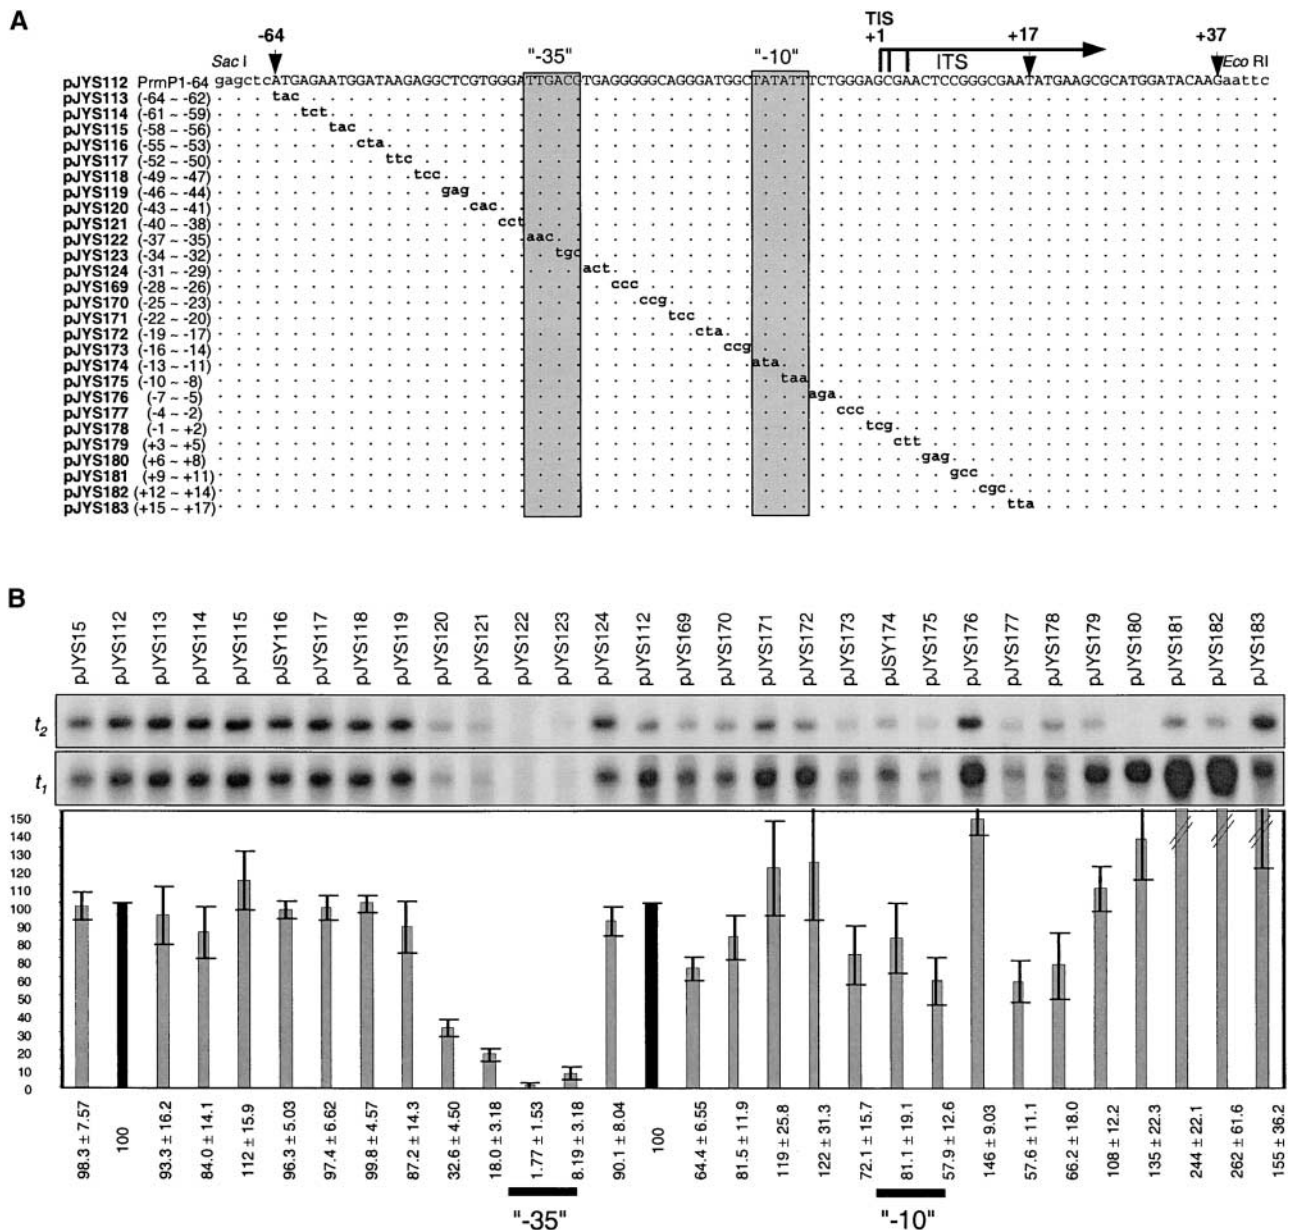 A
TIS
-64 "-35" "-10" +1 +17 +37
Sac I ITS Eco RI
pJYS112 PrmP1-64 gagctcATGAGAATGGATAAGAGGCTCGTGGGATTGACGTGAGGGGGCAGGGATGGCTATATTTCTGGGAGCGAACTCCGGGCGAATATGAAGCGCATGGATACAAGaattc
pJYS113 (-64 ~ -62) tac
pJYS114 (-61 ~ -59) tct
pJYS115 (-58 ~ -56) tac
pJYS116 (-55 ~ -53) cta
pJYS117 (-52 ~ -50) ttc
pJYS118 (-49 ~ -47) tcc
pJYS119 (-46 ~ -44) gag
pJYS120 (-43 ~ -41) cac
pJYS121 (-40 ~ -38) cct
pJYS122 (-37 ~ -35) aac
pJYS123 (-34 ~ -32) tgc
pJYS124 (-31 ~ -29) act
pJYS169 (-28 ~ -26) ccc
pJYS170 (-25 ~ -23) ccg
pJYS171 (-22 ~ -20) tcc
pJYS172 (-19 ~ -17) cta
pJYS173 (-16 ~ -14) ccg
pJYS174 (-13 ~ -11) ata
pJYS175 (-10 ~ -8) taa
pJYS176 (-7 ~ -5) aga
pJYS177 (-4 ~ -2) ccc
pJYS178 (-1 ~ +2) tcg
pJYS179 (+3 ~ +5) ctt
pJYS180 (+6 ~ +8) gag
pJYS181 (+9 ~ +11) gcc
pJYS182 (+12 ~ +14) cgc
pJYS183 (+15 ~ +17) tta
B
pJYS15 pJYS112 pJYS113 pJYS114 pJYS115 pJSY116 pJYS117 pJYS118 pJYS119 pJYS120 pJYS121 pJYS122 pJYS123 pJYS124 pJYS112 pJYS169 pJYS170 pJYS171 pJYS172 pJYS173 pJSY174 pJYS175 pJYS176 pJYS177 pJYS178 pJYS179 pJYS180 pJYS181 pJYS182 pJYS183
t2
t1
150
130
120
110
100
90
80
60
60
50
30
30
20
10
0
98.3 ± 7.57 100 93.3 ± 16.2 84.0 ± 14.1 112 ± 15.9 96.3 ± 5.03 97.4 ± 6.62 99.8 ± 4.57 87.2 ± 14.3 32.6 ± 4.50 18.0 ± 3.18 1.77 ± 1.53 8.19 ± 3.18 90.1 ± 8.04 100 64.4 ± 6.55 81.5 ± 11.9 119 ± 25.8 122 ± 31.3 72.1 ± 15.7 81.1 ± 19.1 57.9 ± 12.6 146 ± 9.03 57.6 ± 11.1 66.2 ± 18.0 108 ± 12.2 135 ± 22.3 244 ± 22.1 262 ± 61.6 155 ± 36.2
"-35" "-10"